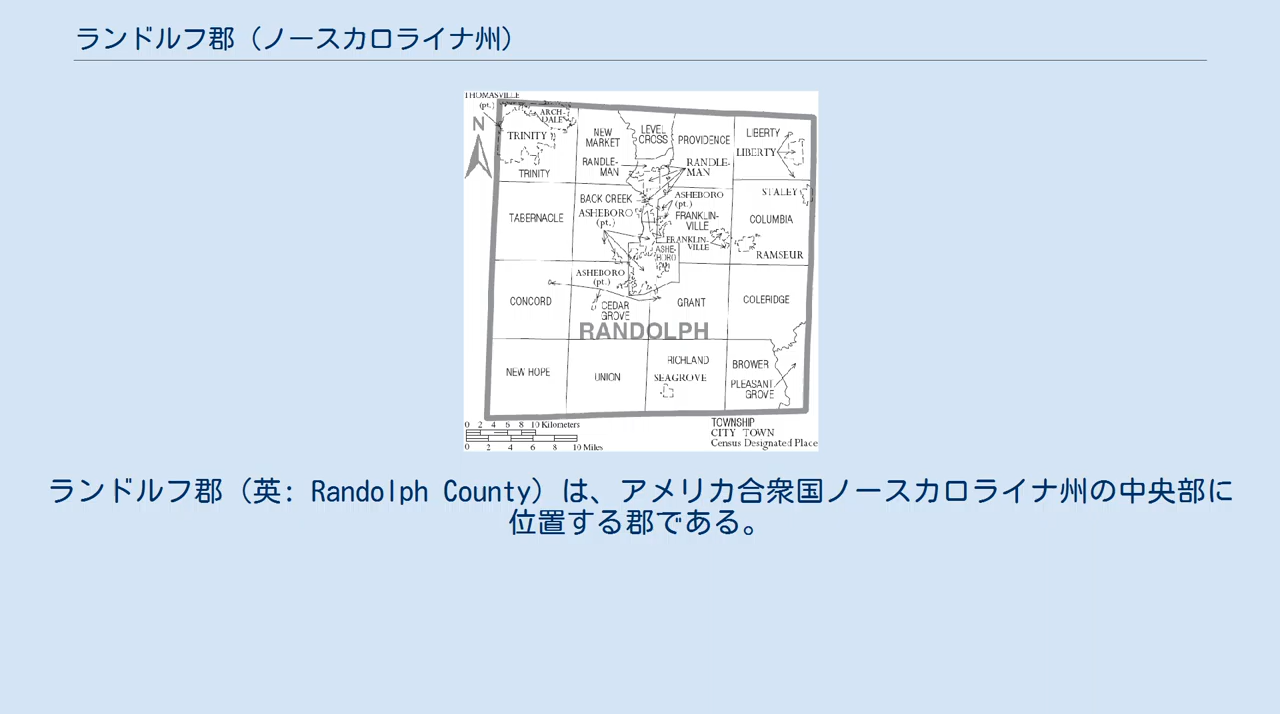 ランドルフ郡（ノースカロライナ州）
THOMASVILLE
(pt.)
ARCH-
DALE
N
TRINITY
TRINITY
NEW
MARKET
LEVEL
CROSS
PROVIDENCE
LIBERTY
LIBERTY
RANDLE-
MAN
RANDLE-
MAN
STALEY
BACK CREEK
ASHEBORO
(pt.)
ASHEBORO
(pt.)
TABERNACLE
FRANKLIN-
VILLE
COLUMBIA
FRANKLIN-
VILLE
ASHE-
BORO
RAMSEUR
ASHEBORO
(pt.)
CONCORD
CEDAR
GROVE
GRANT
COLERIDGE
RANDOLPH
NEW HOPE
UNION
RICHLAND
SEAGROVE
BROWER
PLEASANT
GROVE
0 2 4 6 8 10 Kilometers
0 2 4 6 8 10 Miles
TOWNSHIP
CITY TOWN
Census Designated Place
ランドルフ郡（英: Randolph County）は、アメリカ合衆国ノースカロライナ州の中央部に
位置する郡である。